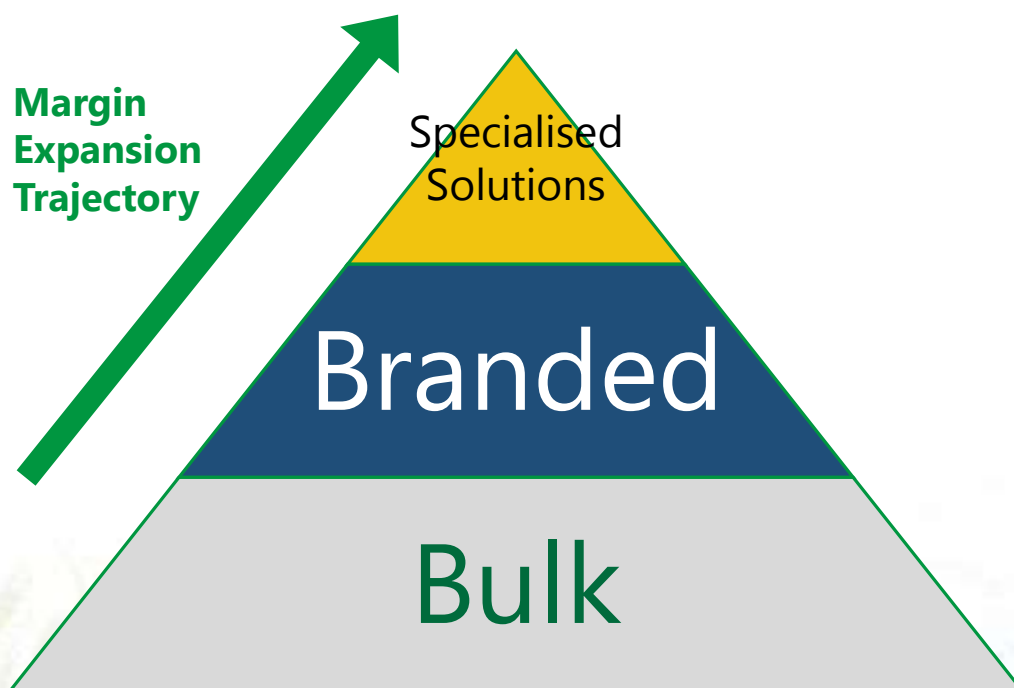 Margin
Expansion
Trajectory
Specialised
Solutions
Branded
Bulk